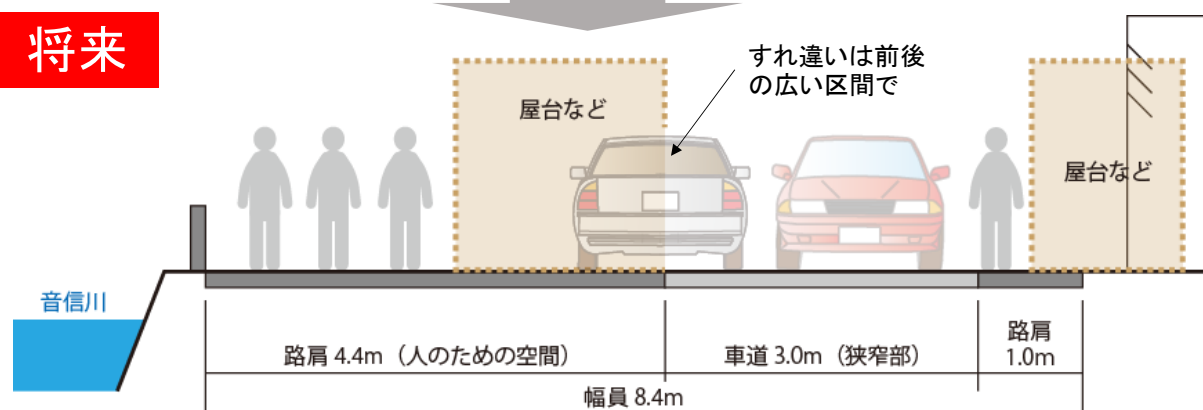 将来
すれ違いは前後
の広い区間で
屋台など
屋台など
音信川
路肩 4.4m（人のための空間）
車道 3.0m（狭窄部）
路肩
1.0m
幅員 8.4m